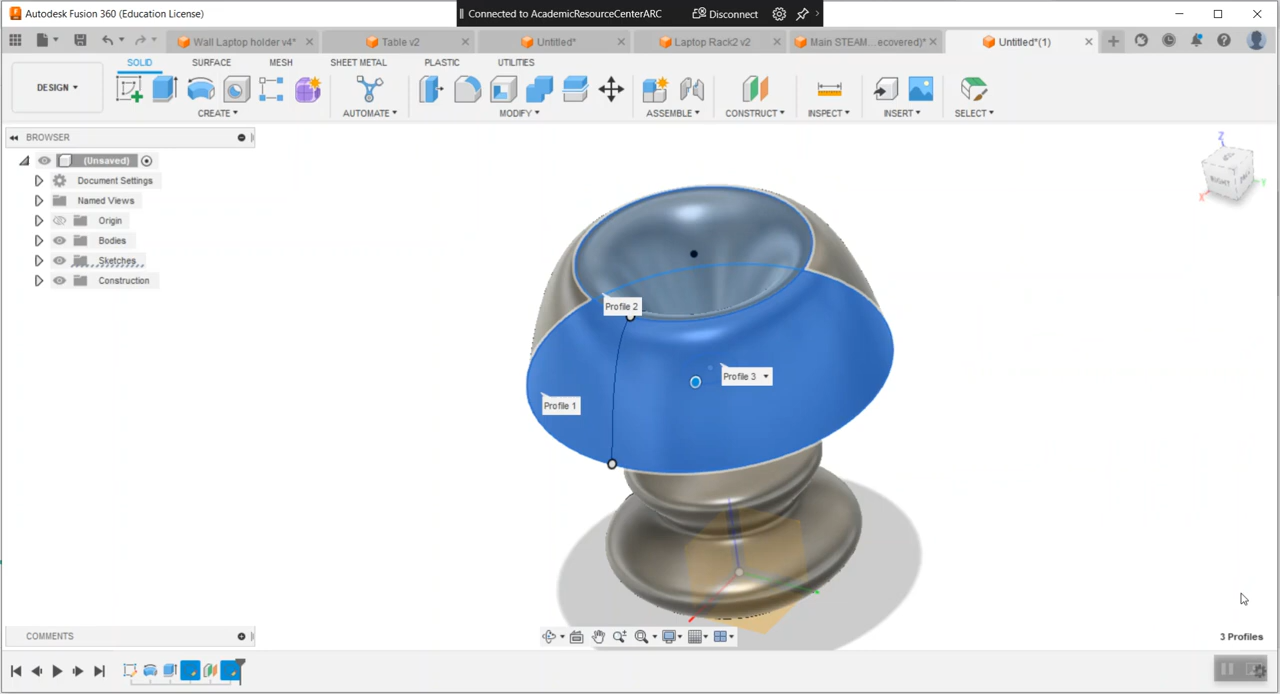 Autodesk Fusion 360 (Education License)
Connected to AcademicResourceCenterARC
Disconnect
Wall Laptop holder v4*
Table v2
Untitled*
Laptop Rack2 v2
Main STEAM...ecovered)*
Untitled*(1)
SOLID
SURFACE
MESH
SHEET METAL
PLASTIC
UTILITIES
DESIGN
CREATE
AUTOMATE
MODIFY
ASSEMBLE
CONSTRUCT
INSPECT
INSERT
SELECT
BROWSER
(Unsaved)
Document Settings
Named Views
Origin
Bodies
Sketches
Construction
Z
Y
X
RIGHT
Profile 2
Profile 3
Profile 1
COMMENTS
3 Profiles